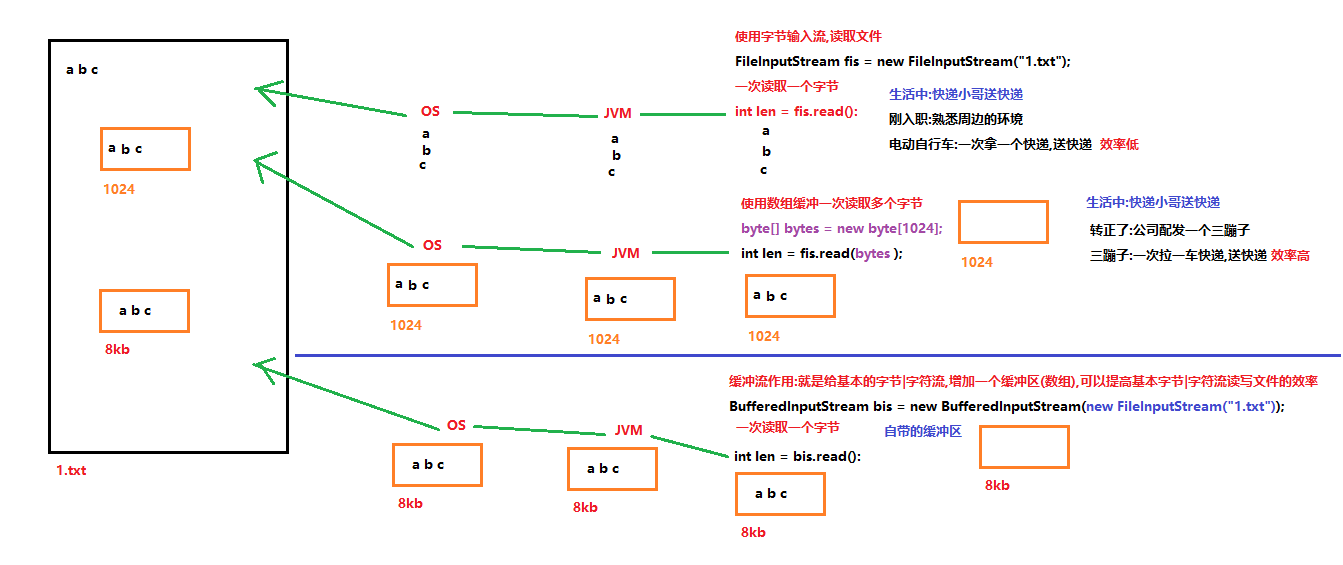 a b c
a b c
1024
a b c
8kb
1.txt
使用字节输入流,读取文件
FileInputStream fis = new FileInputStream("1.txt");
一次读取一个字节
OS
JVM
int len = fis.read():
a
b
c
a
b
c
a
b
c
生活中:快递小哥送快递
刚入职:熟悉周边的环境
电动自行车:一次拿一个快递,送快递 效率低
使用数组缓冲一次读取多个字节
byte[] bytes = new byte[1024];
OS
JVM
int len = fis.read(bytes );
a b c
1024
a b c
1024
a b c
1024
1024
生活中:快递小哥送快递
转正了:公司配发一个三蹦子
三蹦子:一次拉一车快递,送快递 效率高
缓冲流作用:就是给基本的字节|字符流,增加一个缓冲区(数组),可以提高基本字节|字符流读写文件的效率
BufferedInputStream bis = new BufferedInputStream(new FileInputStream("1.txt"));
一次读取一个字节
自带的缓冲区
8kb
OS
JVM
int len = bis.read():
a b c
8kb
a b c
8kb
a b c
8kb